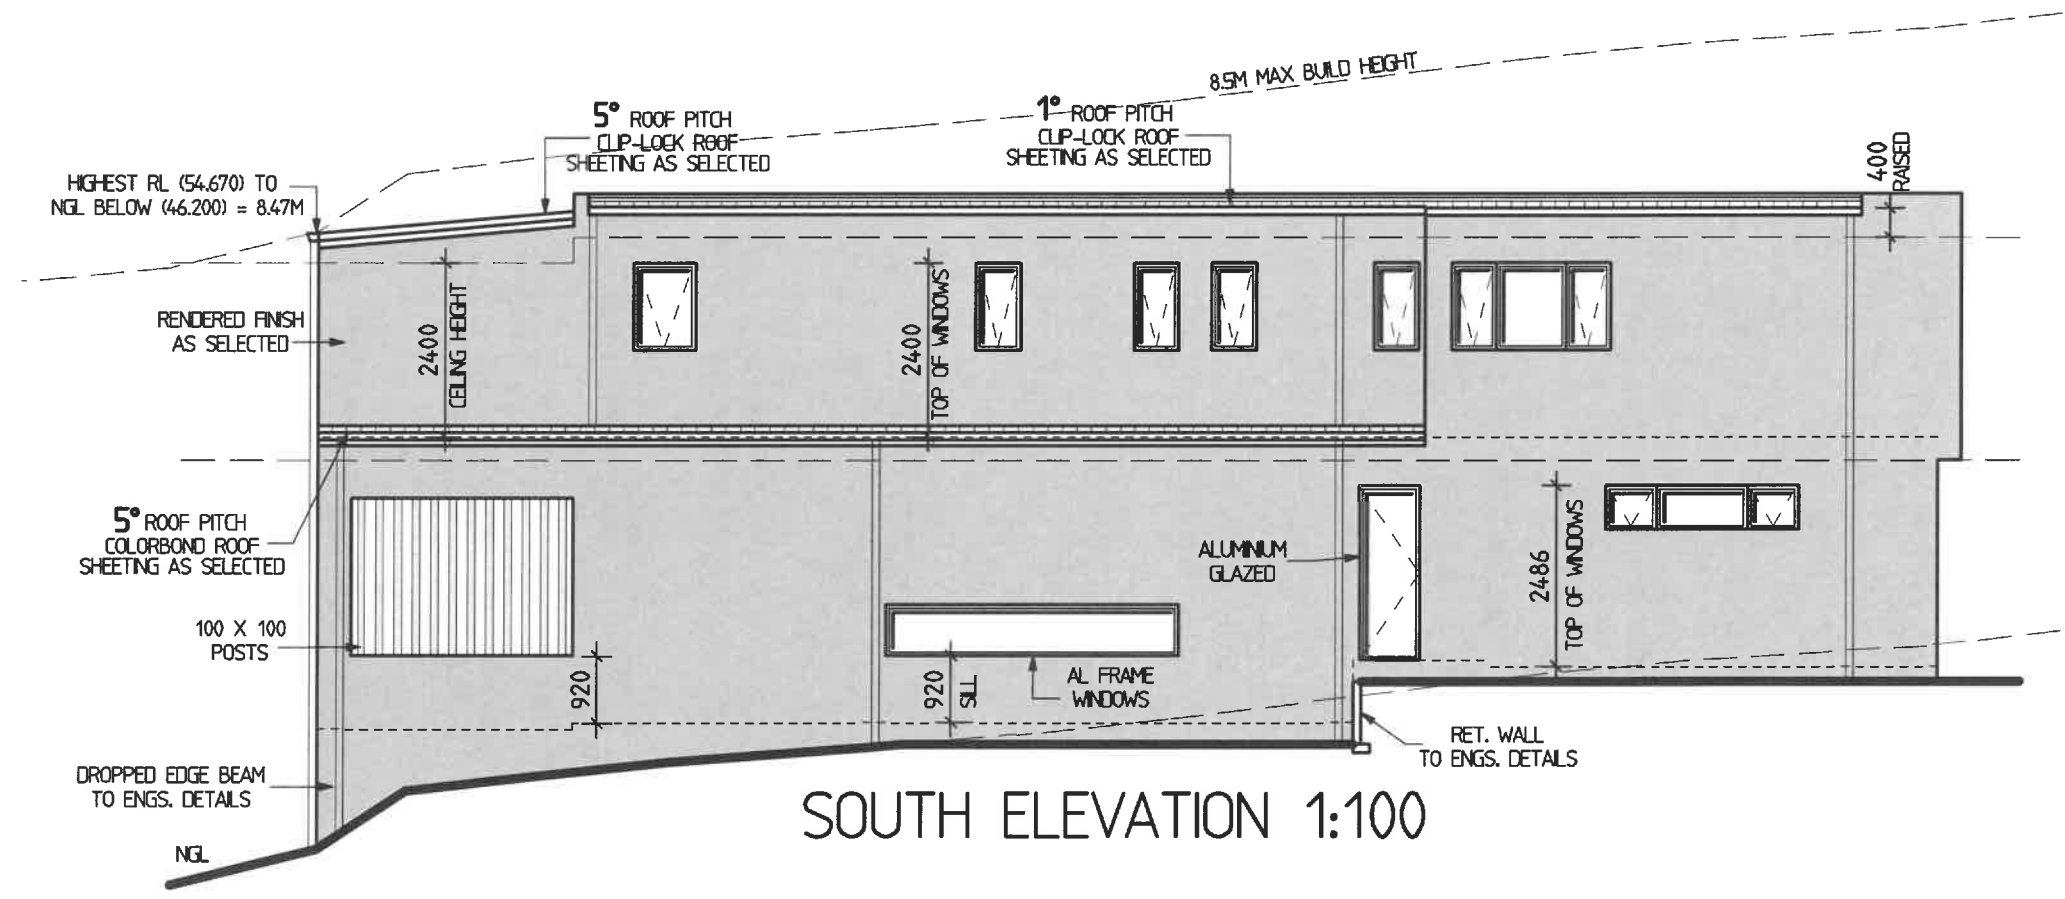 8.5M MAX BUILD HEIGHT
5° ROOF PITCH
CLIP-LOCK ROOF
SHEETING AS SELECTED
1° ROOF PITCH
CLIP-LOCK ROOF
SHEETING AS SELECTED
400
RAISED
HIGHEST RL (54.670) TO
NGL BELOW (46.200) = 8.47M
RENDERED FINISH
AS SELECTED
2400
CEILING HEIGHT
2400
TOP OF WINDOWS
5° ROOF PITCH
COLORBOND ROOF
SHEETING AS SELECTED
ALUMINIUM
GLAZED
2486
TOP OF WINDOWS
100 X 100
POSTS
920
920
SILL
AL FRAME
WINDOWS
RET. WALL
TO ENGS. DETAILS
DROPPED EDGE BEAM
TO ENGS. DETAILS
NGL
SOUTH ELEVATION 1:100